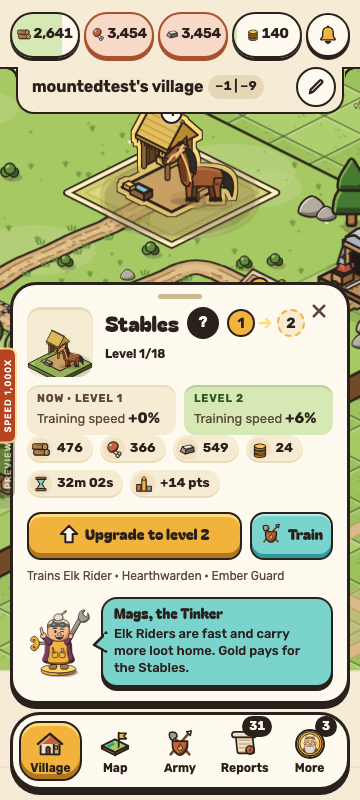 2,641 3,454 3,454 140
mountedtest's village -1|-9
Stables ? 1 2
Level 1/18
NOW · LEVEL 1
Training speed +0%
LEVEL 2
Training speed +6%
476 366 549 24
32m 02s +14 pts
Upgrade to level 2
Train
Trains Elk Rider · Hearthwarden · Ember Guard
Mags, the Tinker
Elk Riders are fast and carry
more loot home. Gold pays for
the Stables.
SPEED 1,000X
PREVIEW
31 3
Village Map Army Reports More